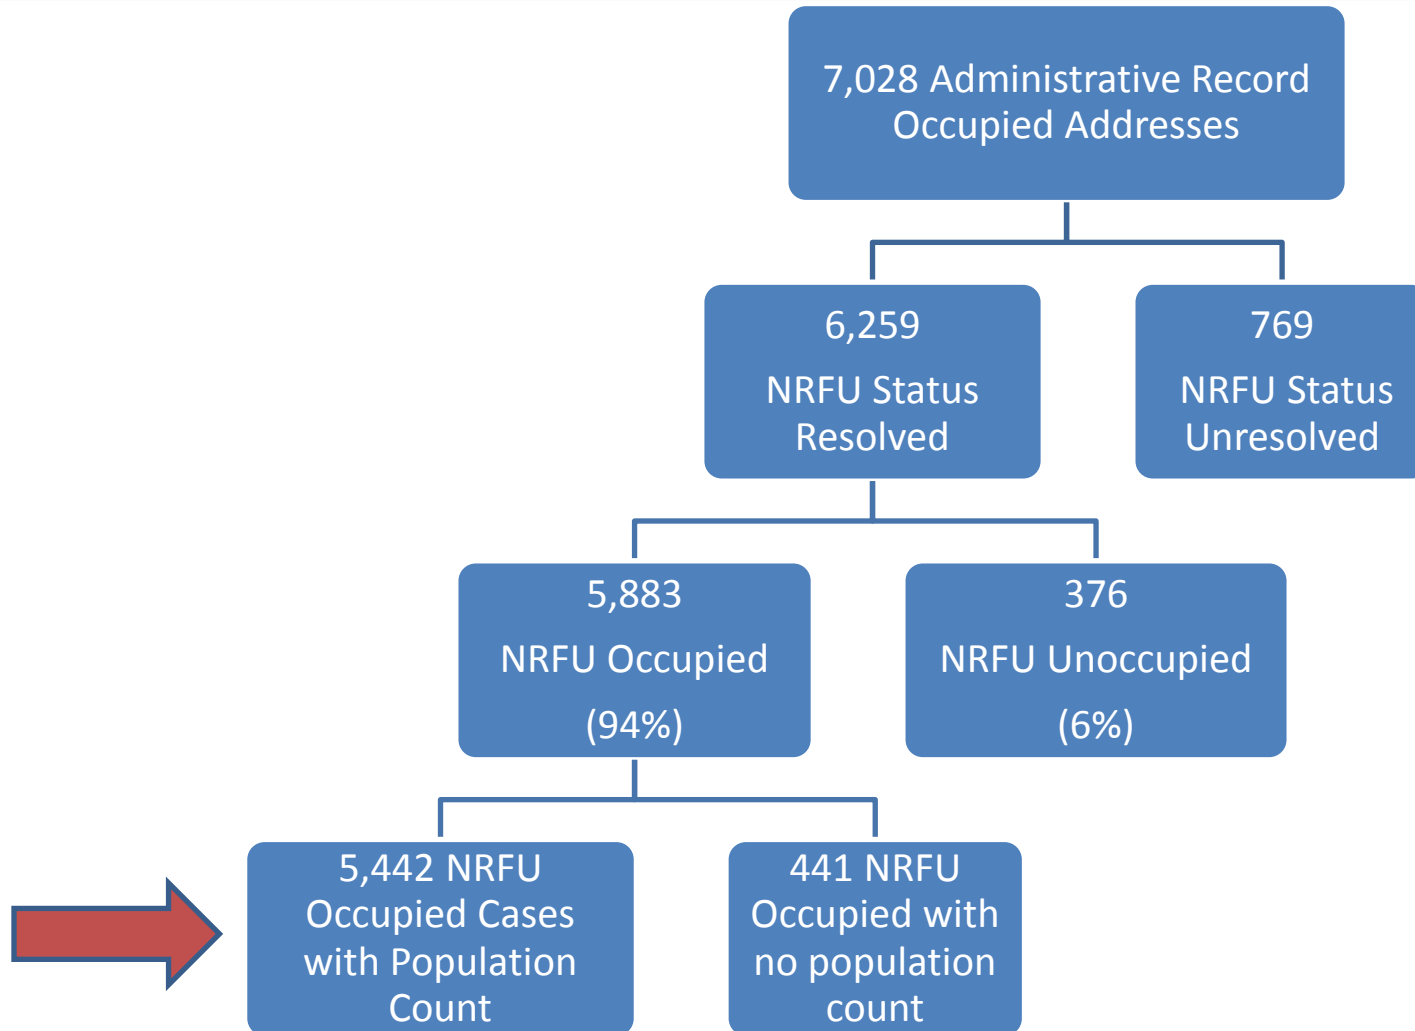 7,028 Administrative Record
Occupied Addresses
6,259
NRFU Status
Resolved
769
NRFU Status
Unresolved
5,883
NRFU Occupied
(94%)
376
NRFU Unoccupied
(6%)
5,442 NRFU
Occupied Cases
with Population
Count
441 NRFU
Occupied with
no population
count